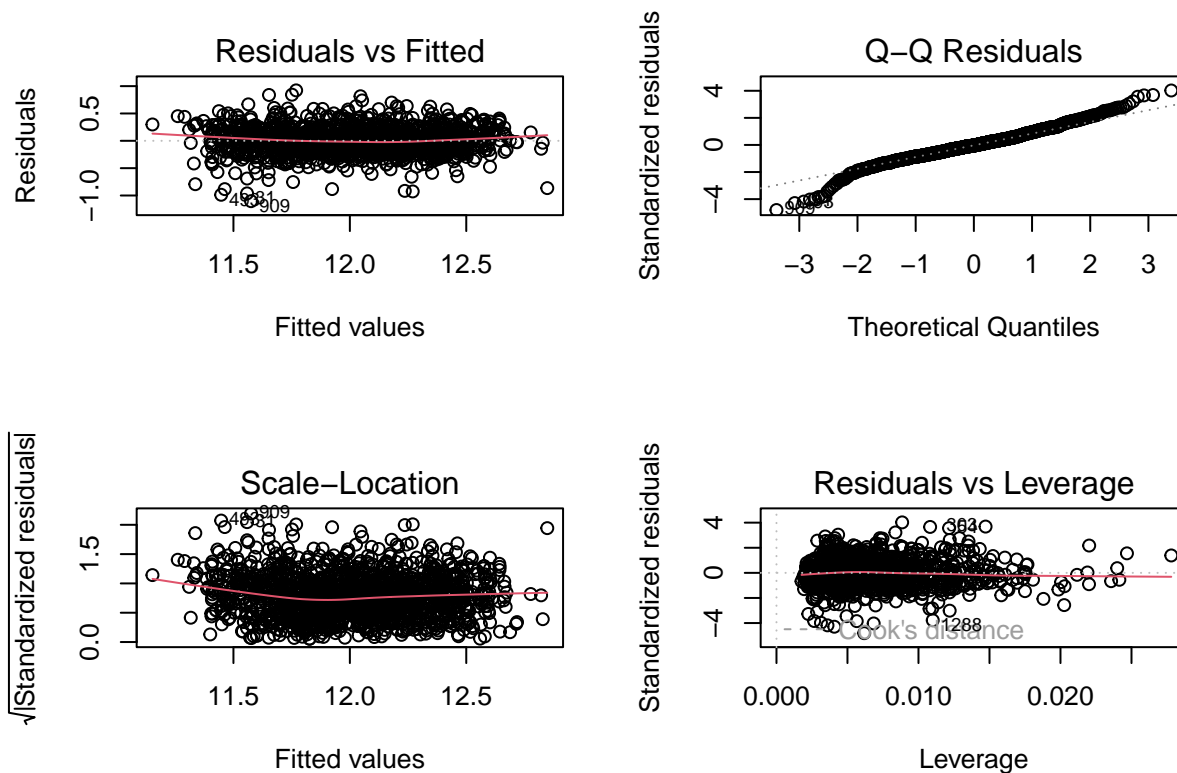 Residuals vs Fitted
Residuals
0.5
−1.0
909
11.5 12.0 12.5
Fitted values
Q−Q Residuals
Standardized residuals
4
0
−4
−3 −2 −1 0 1 2 3
Theoretical Quantiles
Scale−Location
√|Standardized residuals|
1.5
0.0
909
11.5 12.0 12.5
Fitted values
Residuals vs Leverage
Standardized residuals
4
0
−4
1288
Cook's distance
0.000 0.010 0.020
Leverage